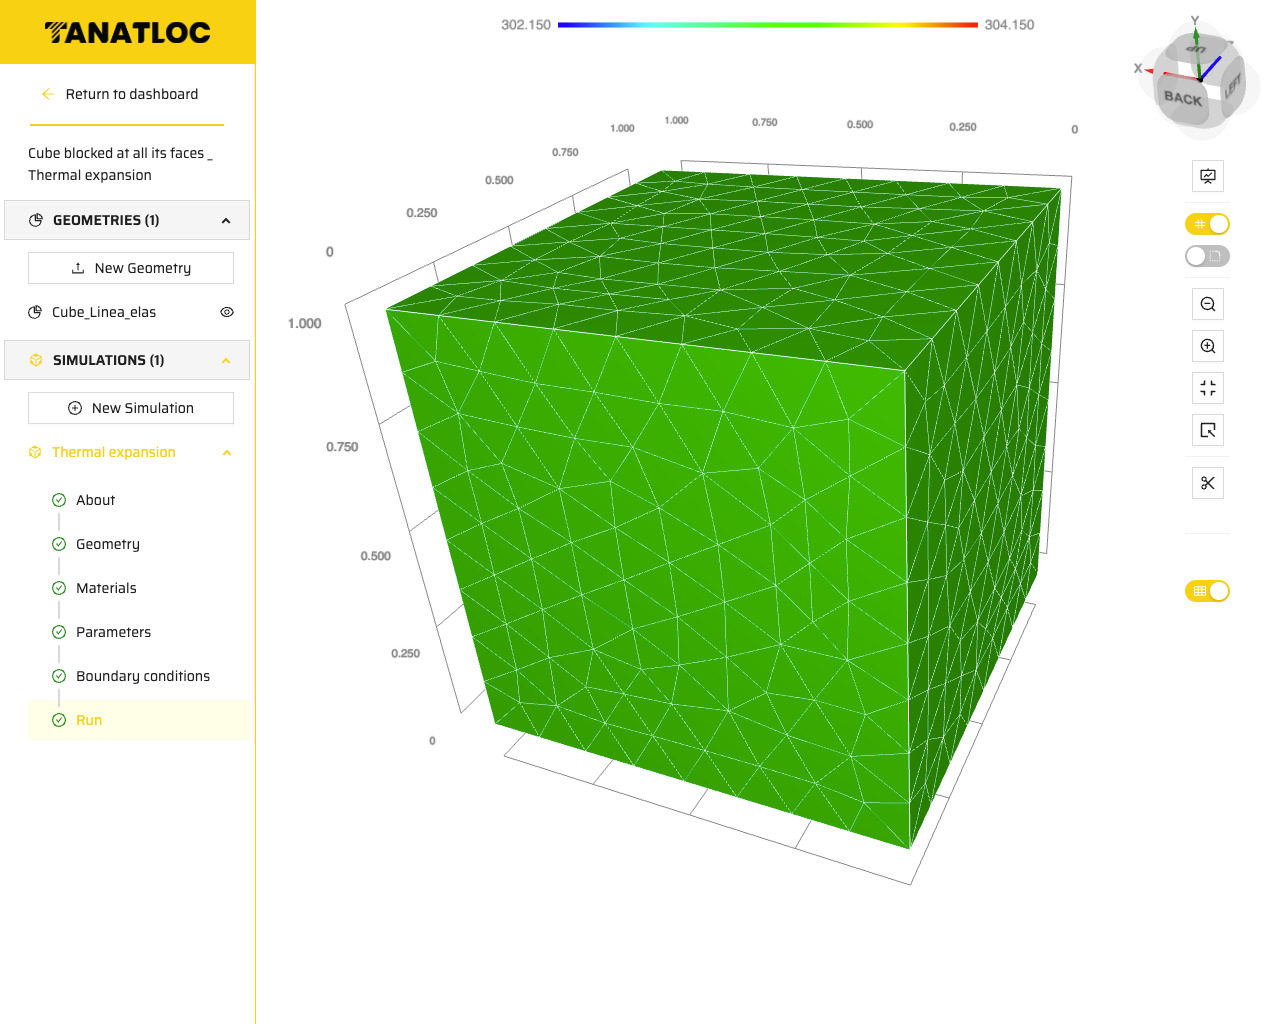 TANATLOC
Return to dashboard
Cube blocked at all its faces _
Thermal expansion
GEOMETRIES (1)
New Geometry
Cube_Linea_elas
SIMULATIONS (1)
New Simulation
Thermal expansion
About
Geometry
Materials
Parameters
Boundary conditions
Run
302.150
304.150
1.000
0.750
0.500
0.250
0
1.000
0.750
0.500
0.250
0
1.000
0.750
0.500
0.250
0
Y
X
UP
BACK
LEFT